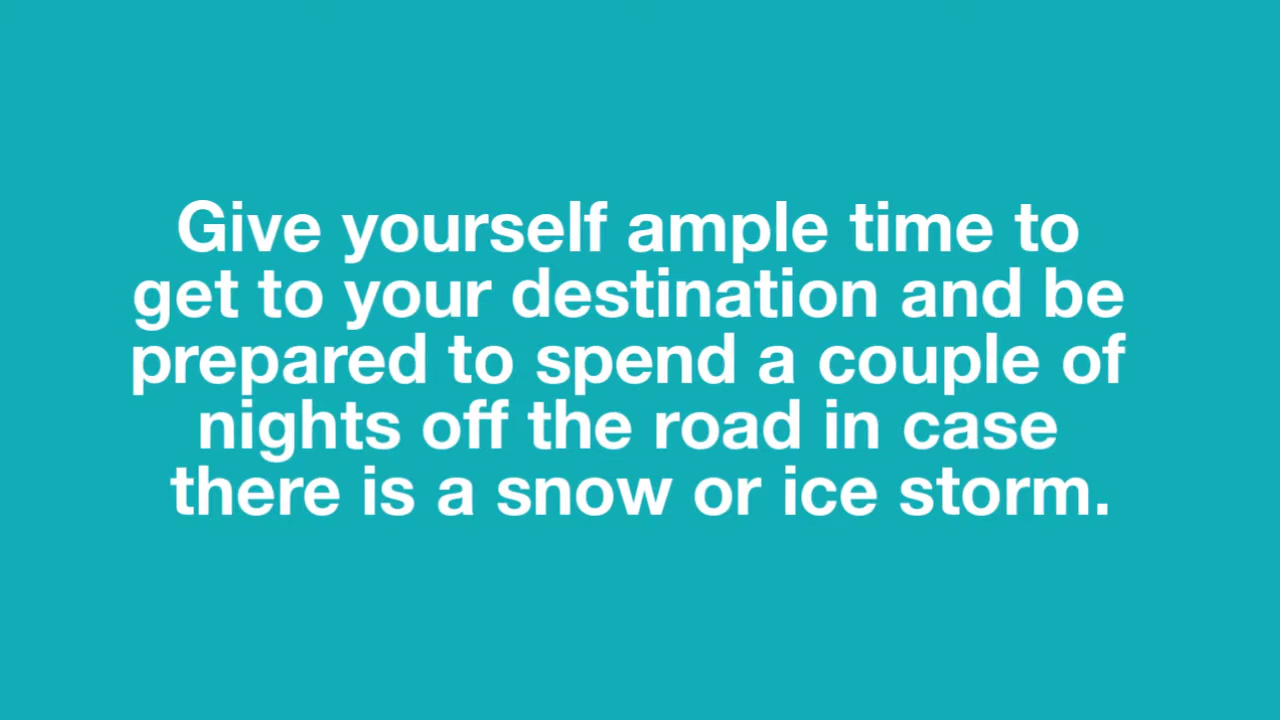 Give yourself ample time to
get to your destination and be
prepared to spend a couple of
nights off the road in case
there is a snow or ice storm.